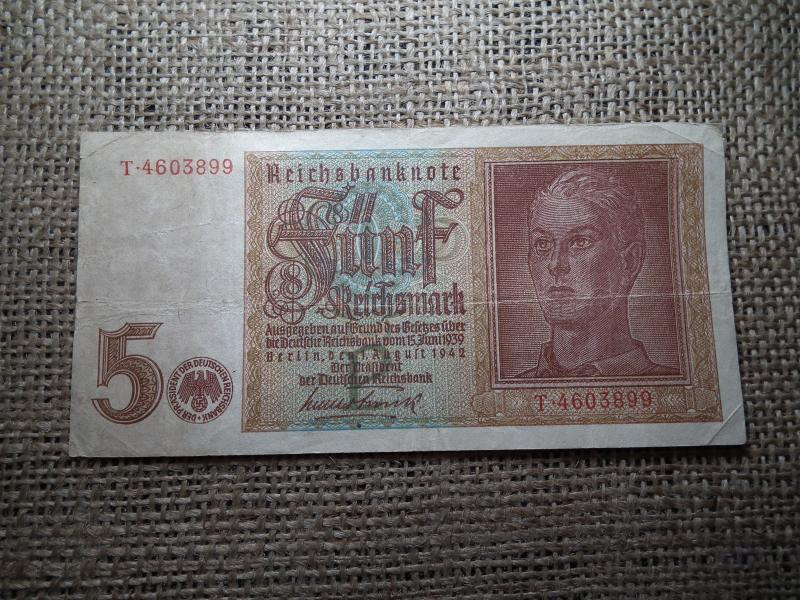 T·4603899
Reichsbanknote
Fünf
Reichsmark
Ausgegeben auf Grund des Gesetzes über
die Deutsche Reichsbank vom 15. Juni 1939
Berlin, den 1. August 1942
Der Präsident
der Deutschen Reichsbank
5
DER PRÄSIDENT DER DEUTSCHEN REICHSBANK
T·4603899